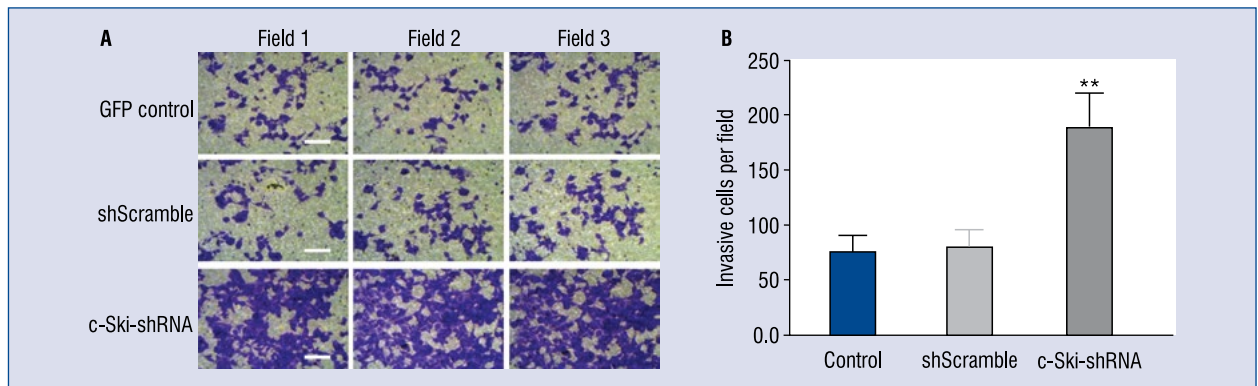 A
Field 1 Field 2 Field 3
GFP control
shScramble
c-Ski-shRNA
B
Invasive cells per field
250
200
150
100
50
0.0
**
Control shScramble c-Ski-shRNA